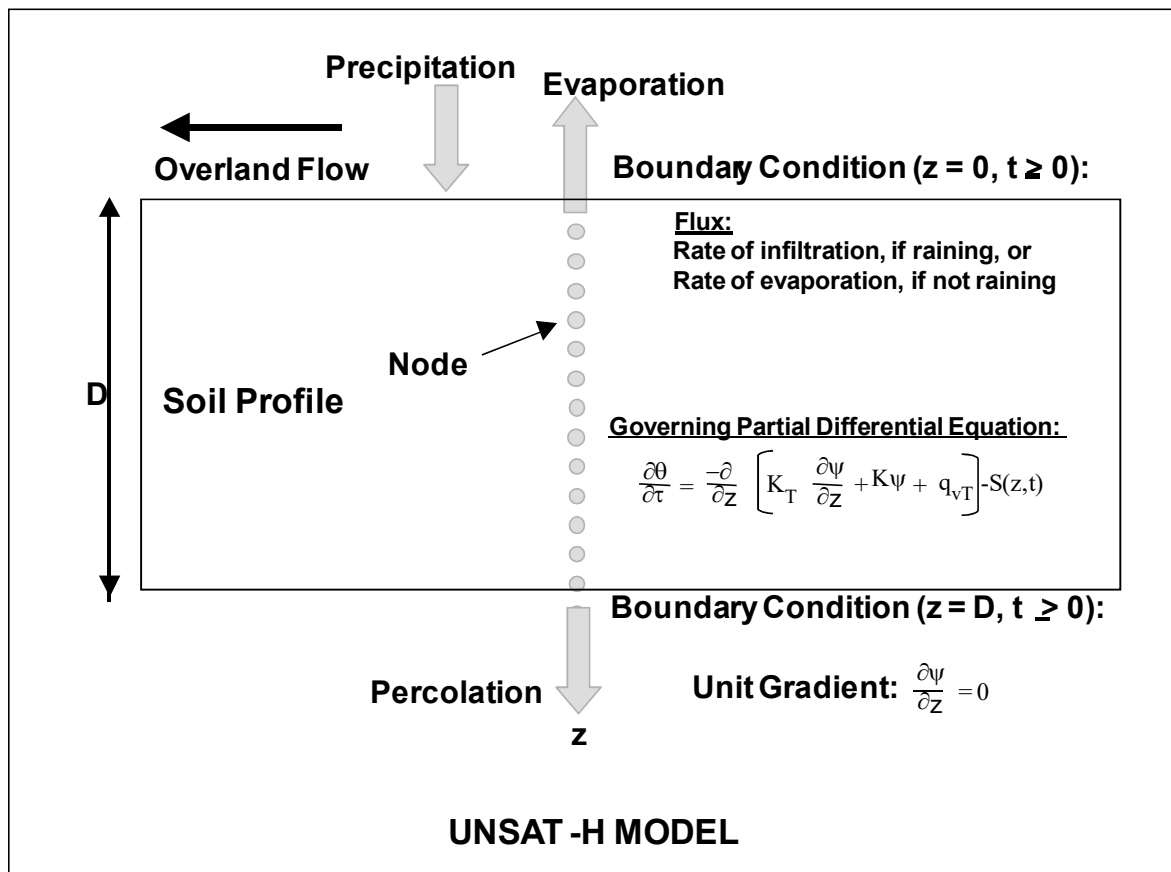 Precipitation
Evaporation
Overland Flow
Boundary Condition (z = 0, t ≥ 0):
Flux:
Rate of infiltration, if raining, or
Rate of evaporation, if not raining
Node
D
Soil Profile
Governing Partial Differential Equation:
∂θ/∂τ = -∂/∂z [K_T ∂ψ/∂z + Kψ + q_vT] -S(z,t)
Boundary Condition (z = D, t ≥ 0):
Percolation
Unit Gradient: ∂ψ/∂z = 0
z
UNSAT -H MODEL